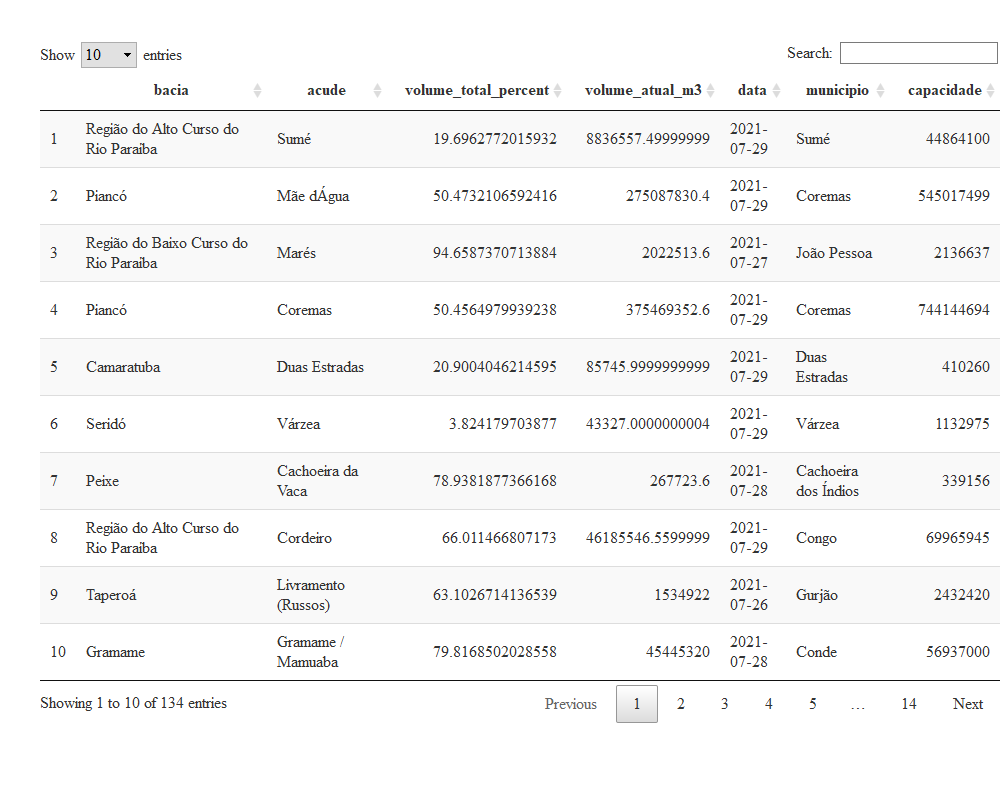 Show 10 entries Search:
bacia acude volume_total_percent volume_atual_m3 data municipio capacidade
1 Região do Alto Curso do Rio Paraíba Sumé 19.6962772015932 8836557.49999999 2021-07-29 Sumé 44864100
2 Piancó Mãe dÁgua 50.4732106592416 275087830.4 2021-07-29 Coremas 545017499
3 Região do Baixo Curso do Rio Paraíba Marés 94.6587370713884 2022513.6 2021-07-27 João Pessoa 2136637
4 Piancó Coremas 50.4564979939238 375469352.6 2021-07-29 Coremas 744144694
5 Camaratuba Duas Estradas 20.9004046214595 85745.9999999999 2021-07-29 Duas Estradas 410260
6 Seridó Várzea 3.824179703877 43327.0000000004 2021-07-29 Várzea 1132975
7 Peixe Cachoeira da Vaca 78.9381877366168 267723.6 2021-07-28 Cachoeira dos Índios 339156
8 Região do Alto Curso do Rio Paraíba Cordeiro 66.011466807173 46185546.5599999 2021-07-29 Congo 69965945
9 Taperoá Livramento (Russos) 63.1026714136539 1534922 2021-07-26 Gurjão 2432420
10 Gramame Gramame / Mamuaba 79.8168502028558 45445320 2021-07-28 Conde 56937000
Showing 1 to 10 of 134 entries Previous 1 2 3 4 5 … 14 Next